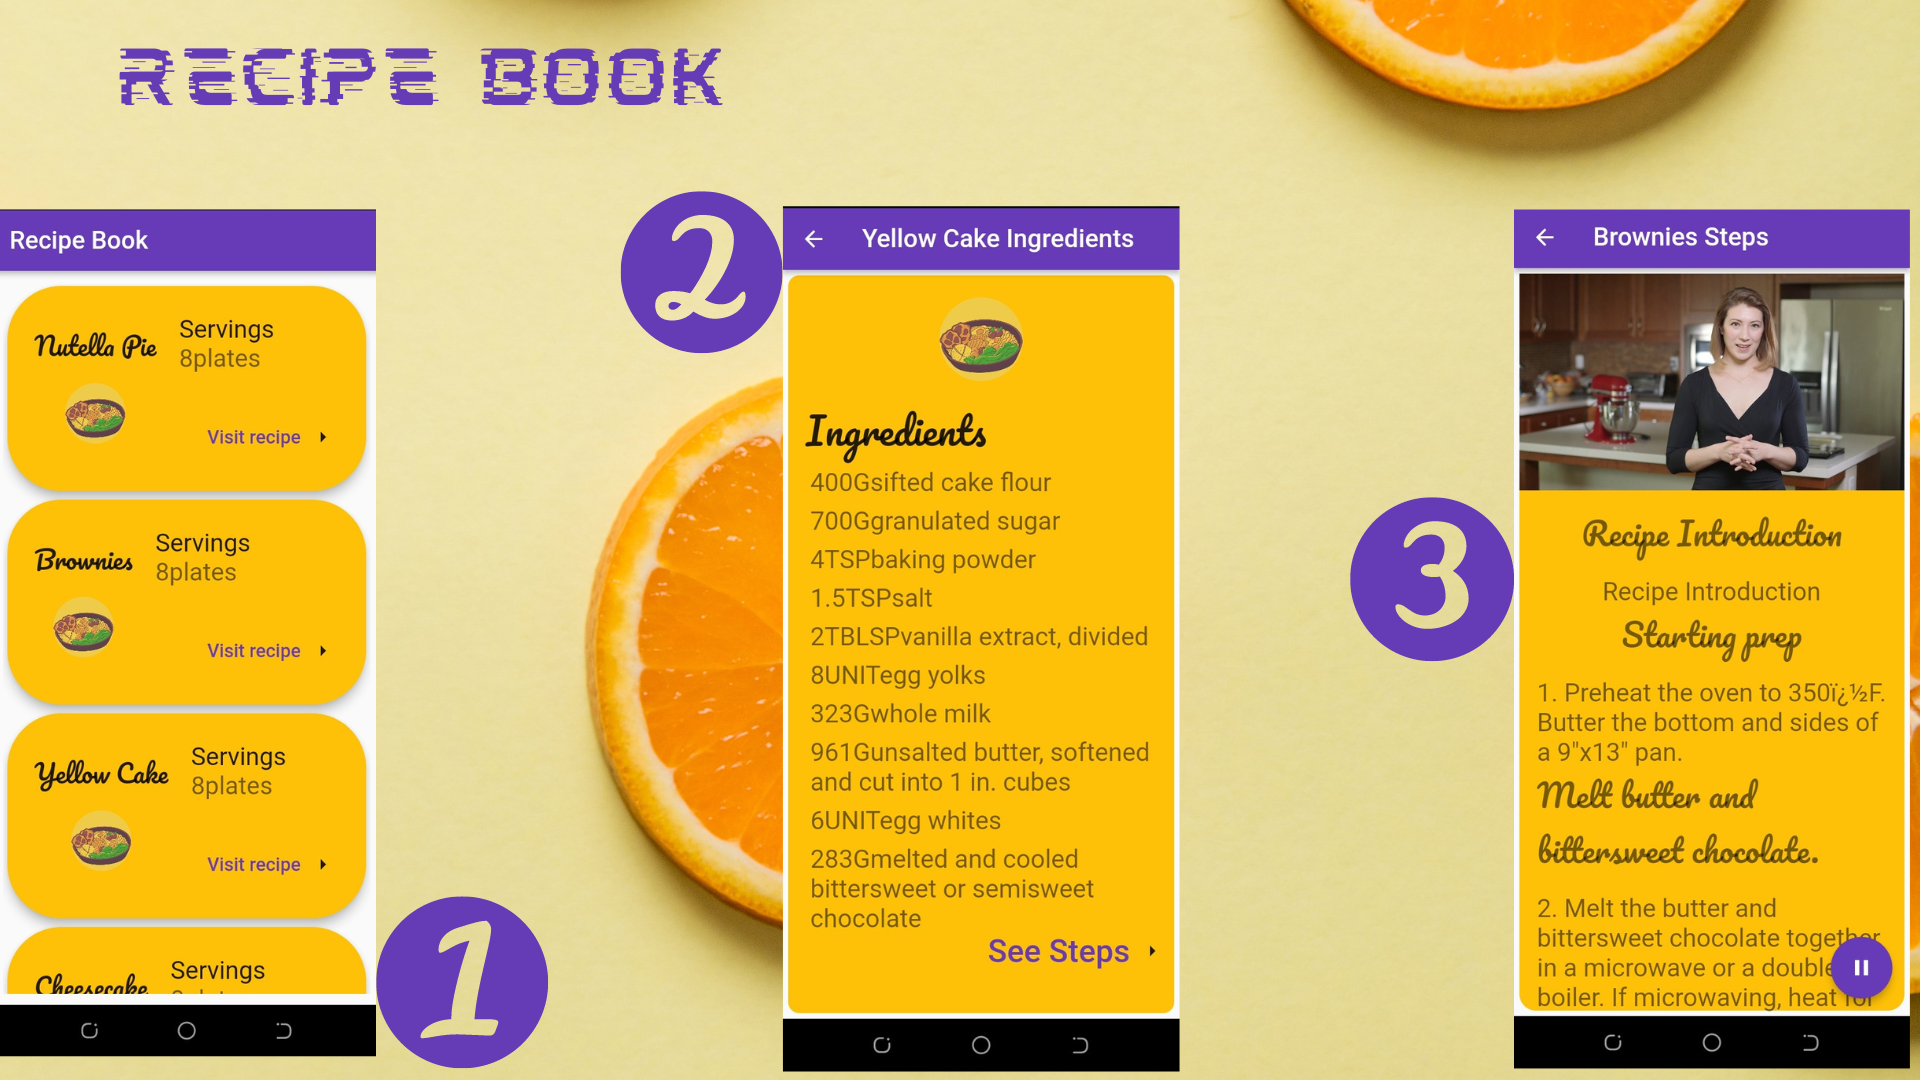 RECIPE BOOK
Recipe Book
Nutella Pie
Servings
8plates
Visit recipe
Brownies
Servings
8plates
Visit recipe
Yellow Cake
Servings
8plates
Visit recipe
Cheesecake
Servings
1
2
Yellow Cake Ingredients
Ingredients
400Gsifted cake flour
700Ggranulated sugar
4TSPbaking powder
1.5TSPsalt
2TBLSPvanilla extract, divided
8UNITegg yolks
323Gwhole milk
961Gunsalted butter, softened
and cut into 1 in. cubes
6UNITegg whites
283Gmelted and cooled
bittersweet or semisweet
chocolate
See Steps
3
Brownies Steps
Recipe Introduction
Recipe Introduction
Starting prep
1. Preheat the oven to 350ï¿½F.
Butter the bottom and sides of
a 9"x13" pan.
Melt butter and
bittersweet chocolate.
2. Melt the butter and
bittersweet chocolate together
in a microwave or a double
boiler. If microwaving, heat for